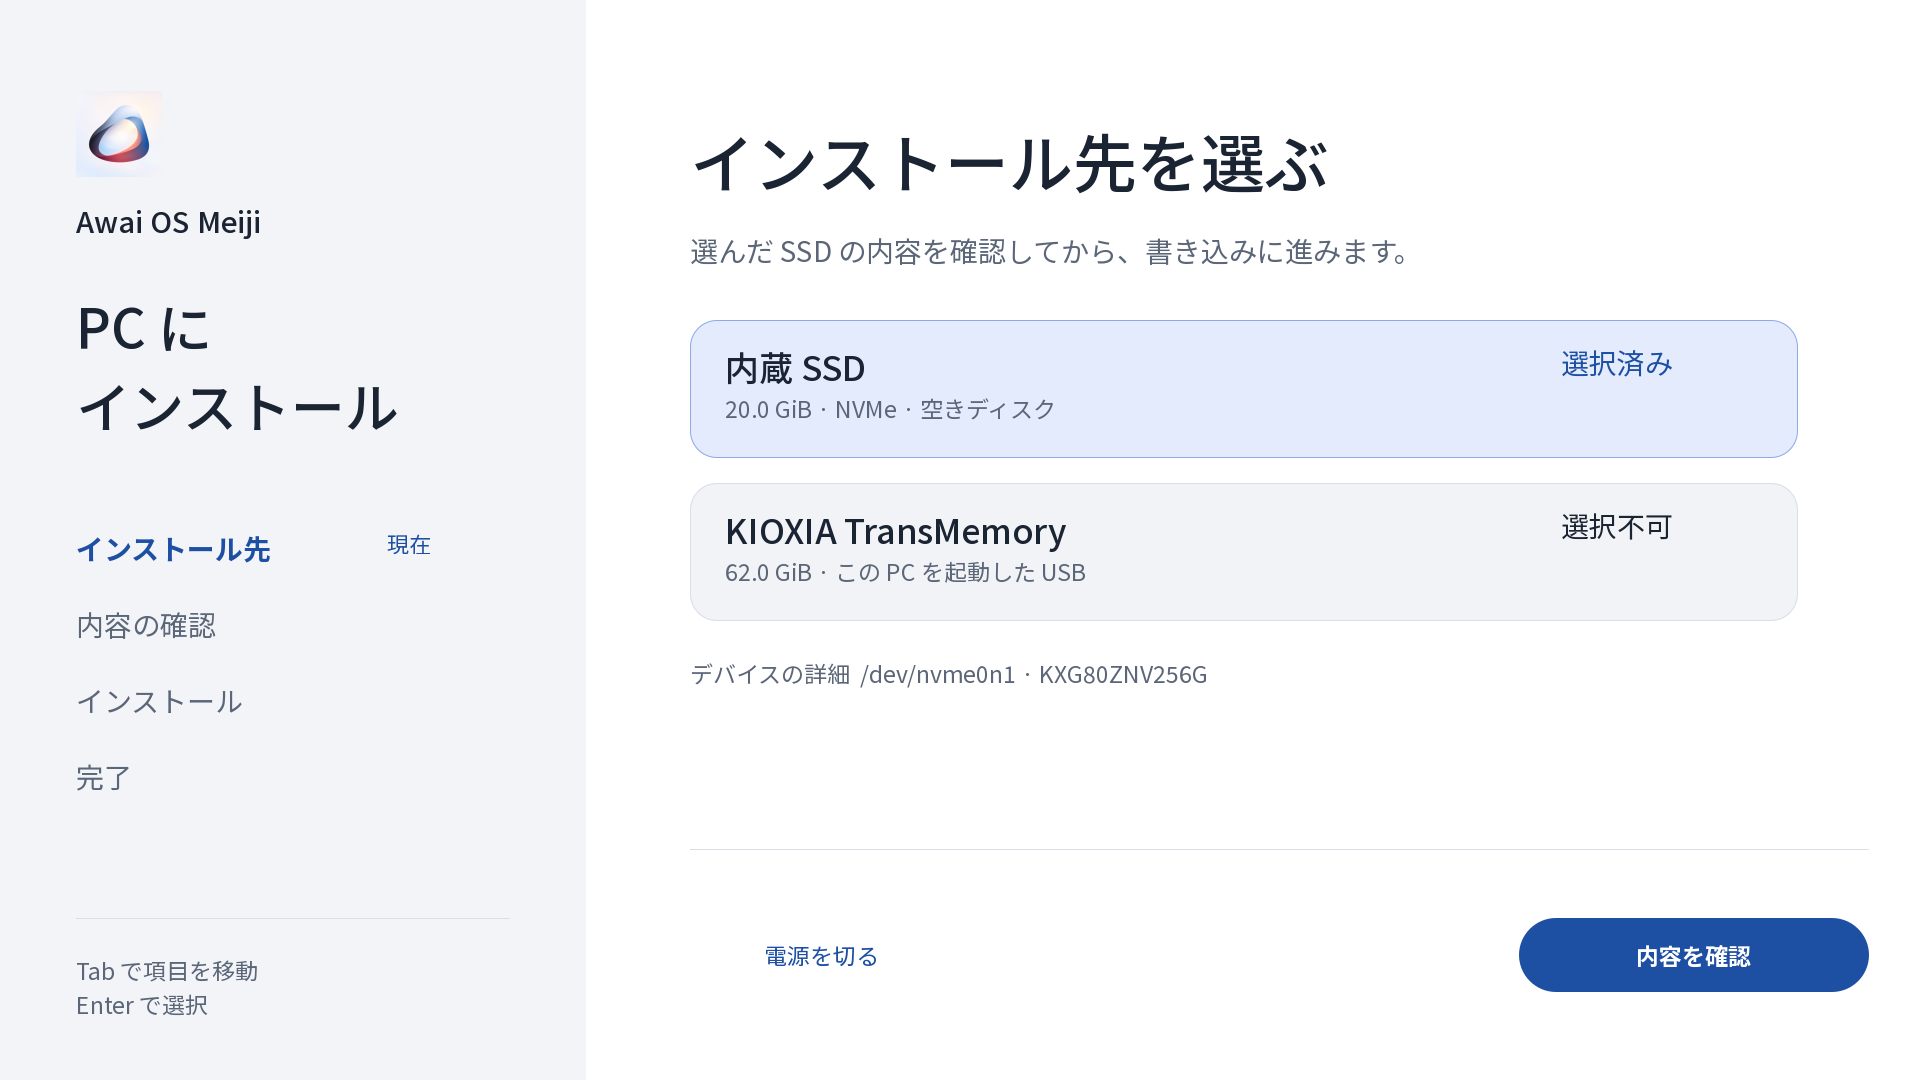 Awai OS Meiji
PC に
インストール
インストール先 現在
内容の確認
インストール
完了
Tab で項目を移動
Enter で選択
インストール先を選ぶ
選んだ SSD の内容を確認してから、書き込みに進みます。
内蔵 SSD 選択済み
20.0 GiB · NVMe · 空きディスク
KIOXIA TransMemory 選択不可
62.0 GiB · この PC を起動した USB
デバイスの詳細 /dev/nvme0n1 · KXG80ZNV256G
電源を切る 内容を確認